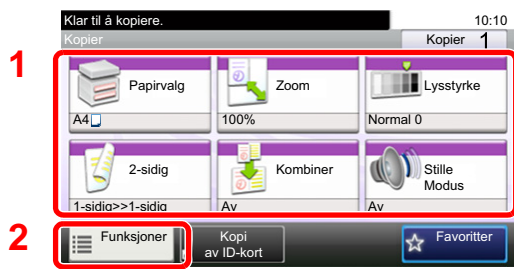 Klar til å kopiere.
10:10
Kopier
Kopier 1
1
Papirvalg
Zoom
Lysstyrke
A4
100%
Normal 0
2-sidig
Kombiner
Stille
Modus
1-sidig>>1-sidig
Av
Av
2
Funksjoner
Kopi
av ID-kort
Favoritter